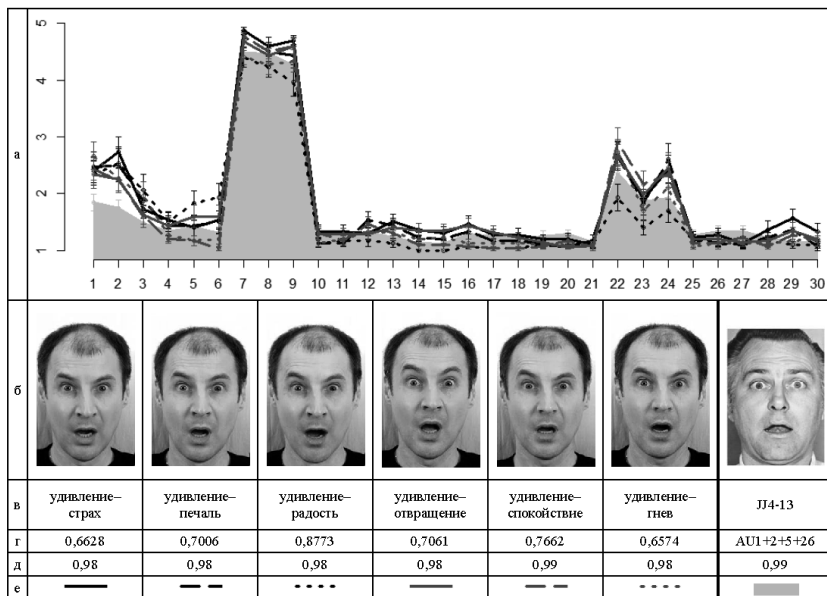 5
4
3
2
1
а
1 2 3 4 5 6 7 8 9 10 11 12 13 14 15 16 17 18 19 20 21 22 23 24 25 26 27 28 29 30
б
в удивление– удивление– удивление– удивление– удивление– удивление– JJ4-13
страх печаль радость отвращение спокойствие гнев
г 0,6628 0,7006 0,8773 0,7061 0,7662 0,6574 AU1+2+5+26
д 0,98 0,98 0,98 0,98 0,99 0,98 0,99
е